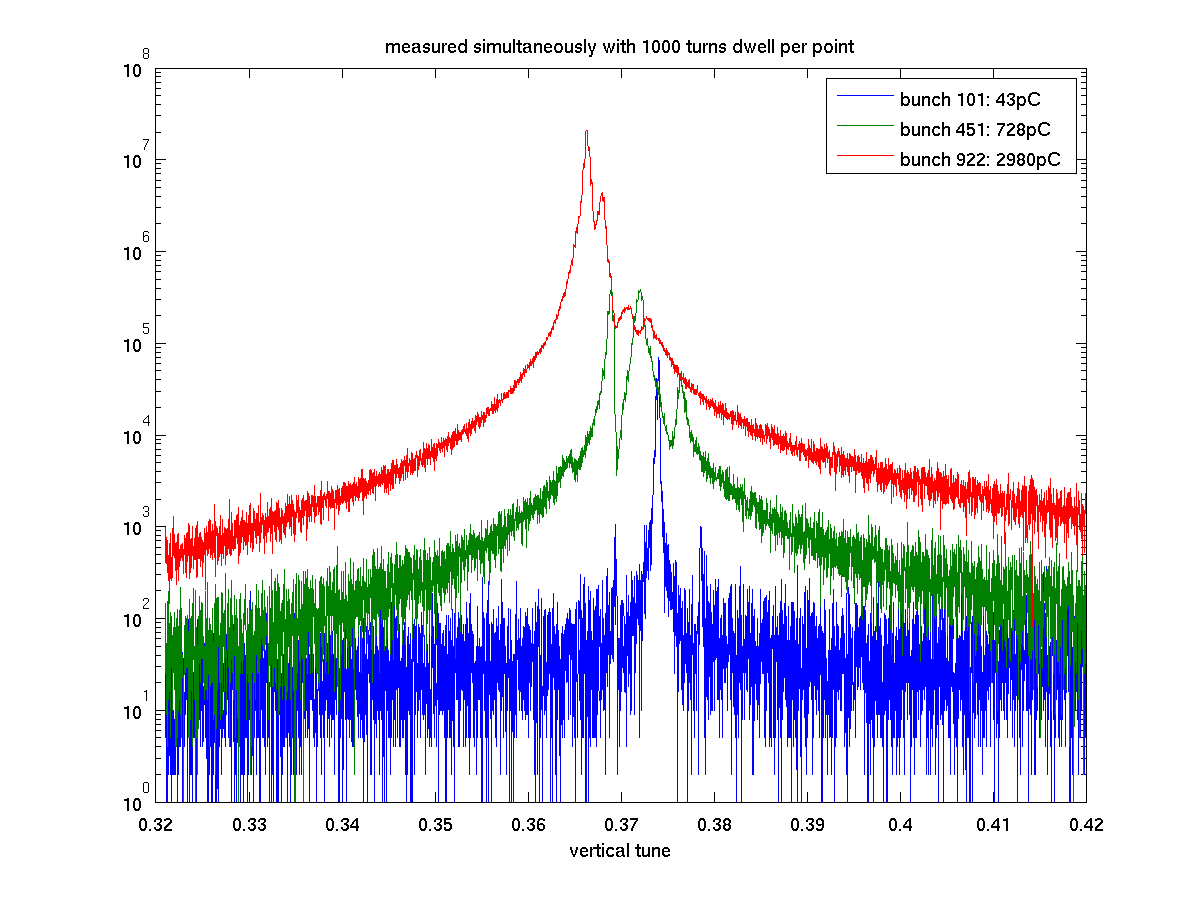 measured simultaneously with 1000 turns dwell per point
bunch 101: 43pC
bunch 451: 728pC
bunch 922: 2980pC
10^8
10^7
10^6
10^5
10^4
10^3
10^2
10^1
10^0
0.32 0.33 0.34 0.35 0.36 0.37 0.38 0.39 0.4 0.41 0.42
vertical tune